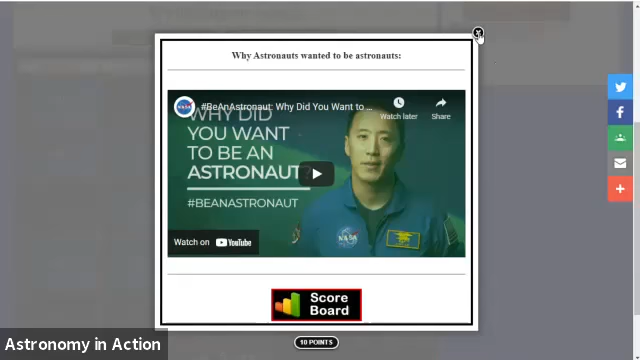 Why Astronauts wanted to be astronauts:
#BeAnAstronaut: Why Did You Want to ...
Watch later
Share
WHY DID
YOU WANT
TO BE AN
ASTRONAUT?
#BEANASTRONAUT
NASA
Watch on YouTube
Score
Board
10 POINTS
Astronomy in Action